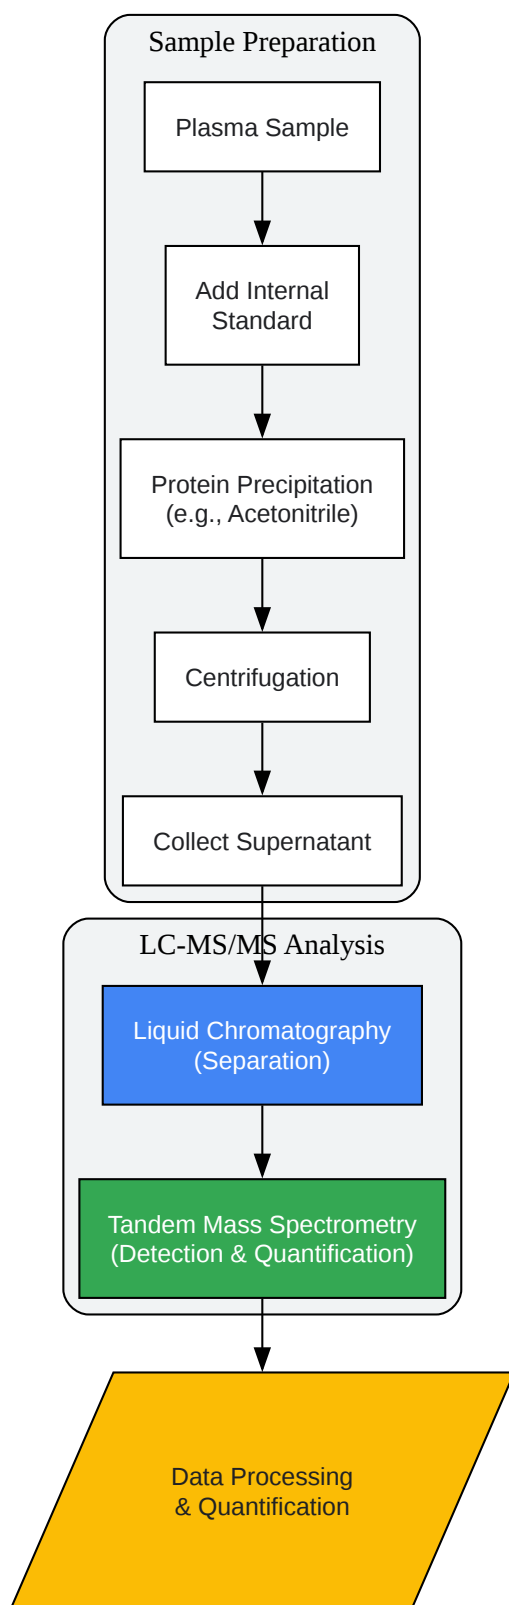 Sample Preparation
Plasma Sample
Add Internal
Standard
Protein Precipitation
(e.g., Acetonitrile)
Centrifugation
Collect Supernatant
LC-MS/MS Analysis
Liquid Chromatography
(Separation)
Tandem Mass Spectrometry
(Detection & Quantification)
Data Processing
& Quantification